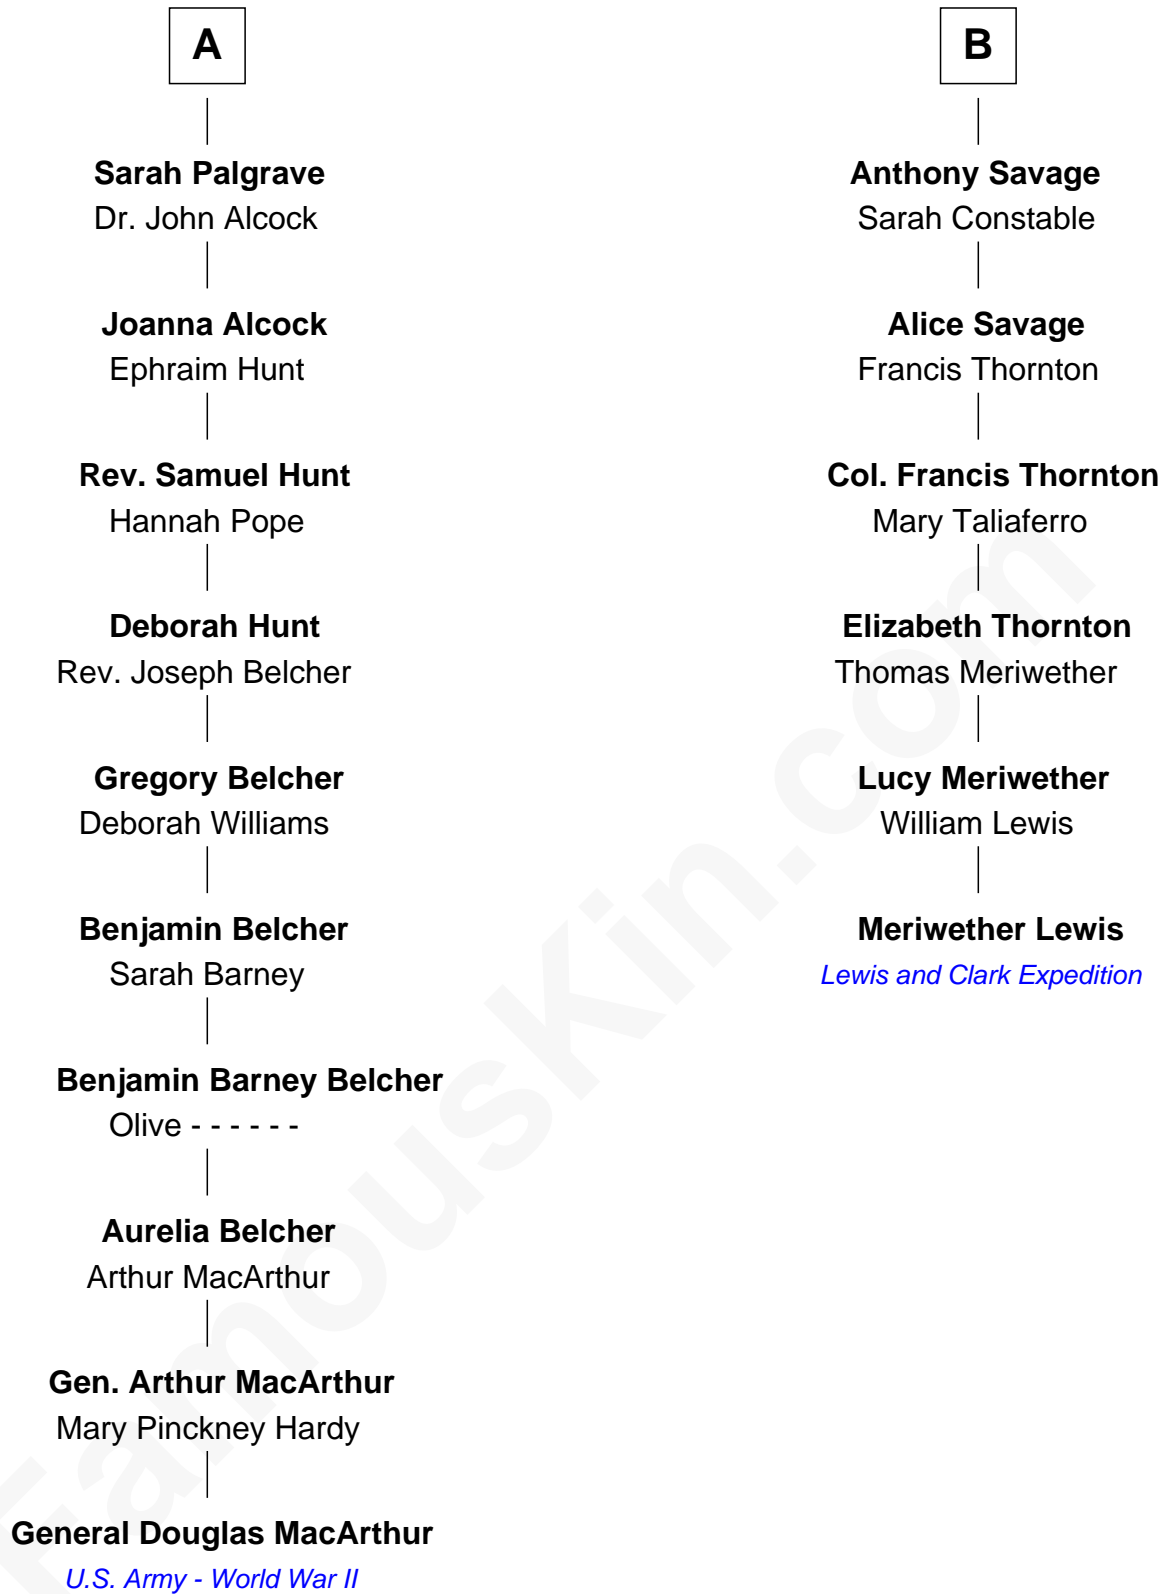 A
Sarah Palgrave
Dr. John Alcock
Joanna Alcock
Ephraim Hunt
Rev. Samuel Hunt
Hannah Pope
Deborah Hunt
Rev. Joseph Belcher
Gregory Belcher
Deborah Williams
Benjamin Belcher
Sarah Barney
Benjamin Barney Belcher
Olive - - - - - -
Aurelia Belcher
Arthur MacArthur
Gen. Arthur MacArthur
Mary Pinckney Hardy
General Douglas MacArthur
U.S. Army - World War II
B
Anthony Savage
Sarah Constable
Alice Savage
Francis Thornton
Col. Francis Thornton
Mary Taliaferro
Elizabeth Thornton
Thomas Meriwether
Lucy Meriwether
William Lewis
Meriwether Lewis
Lewis and Clark Expedition
FamousKin.com